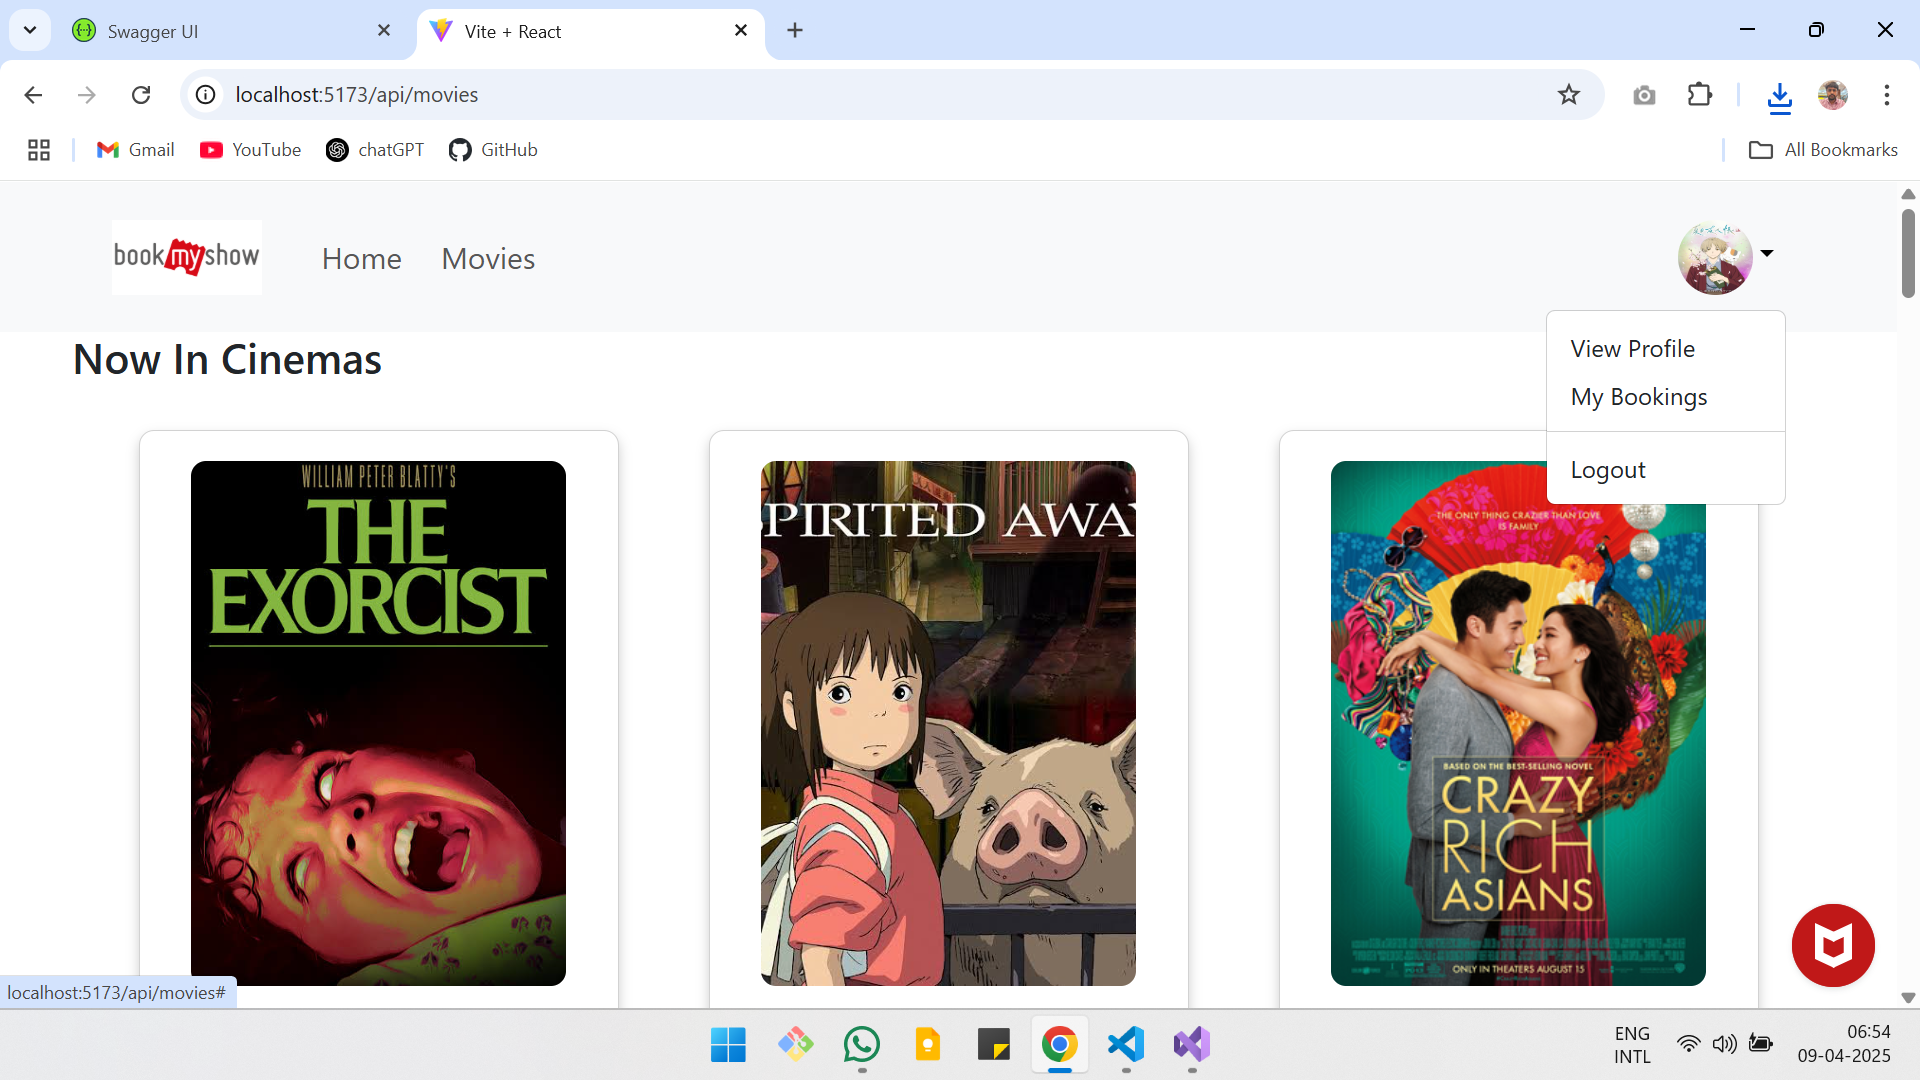 Swagger UI
Vite + React
localhost:5173/api/movies
Gmail
YouTube
chatGPT
GitHub
All Bookmarks
bookmyshow
Home
Movies
View Profile
My Bookings
Logout
Now In Cinemas
WILLIAM PETER BLATTY'S
THE
EXORCIST
PIRITED AWA
THE ONLY THING CRAZIER THAN LOVE
IS FAMILY
BASED ON THE BEST-SELLING NOVEL
CRAZY
RICH
ASIANS
ONLY IN THEATERS AUGUST 15
localhost:5173/api/movies#
ENG
INTL
06:54
09-04-2025